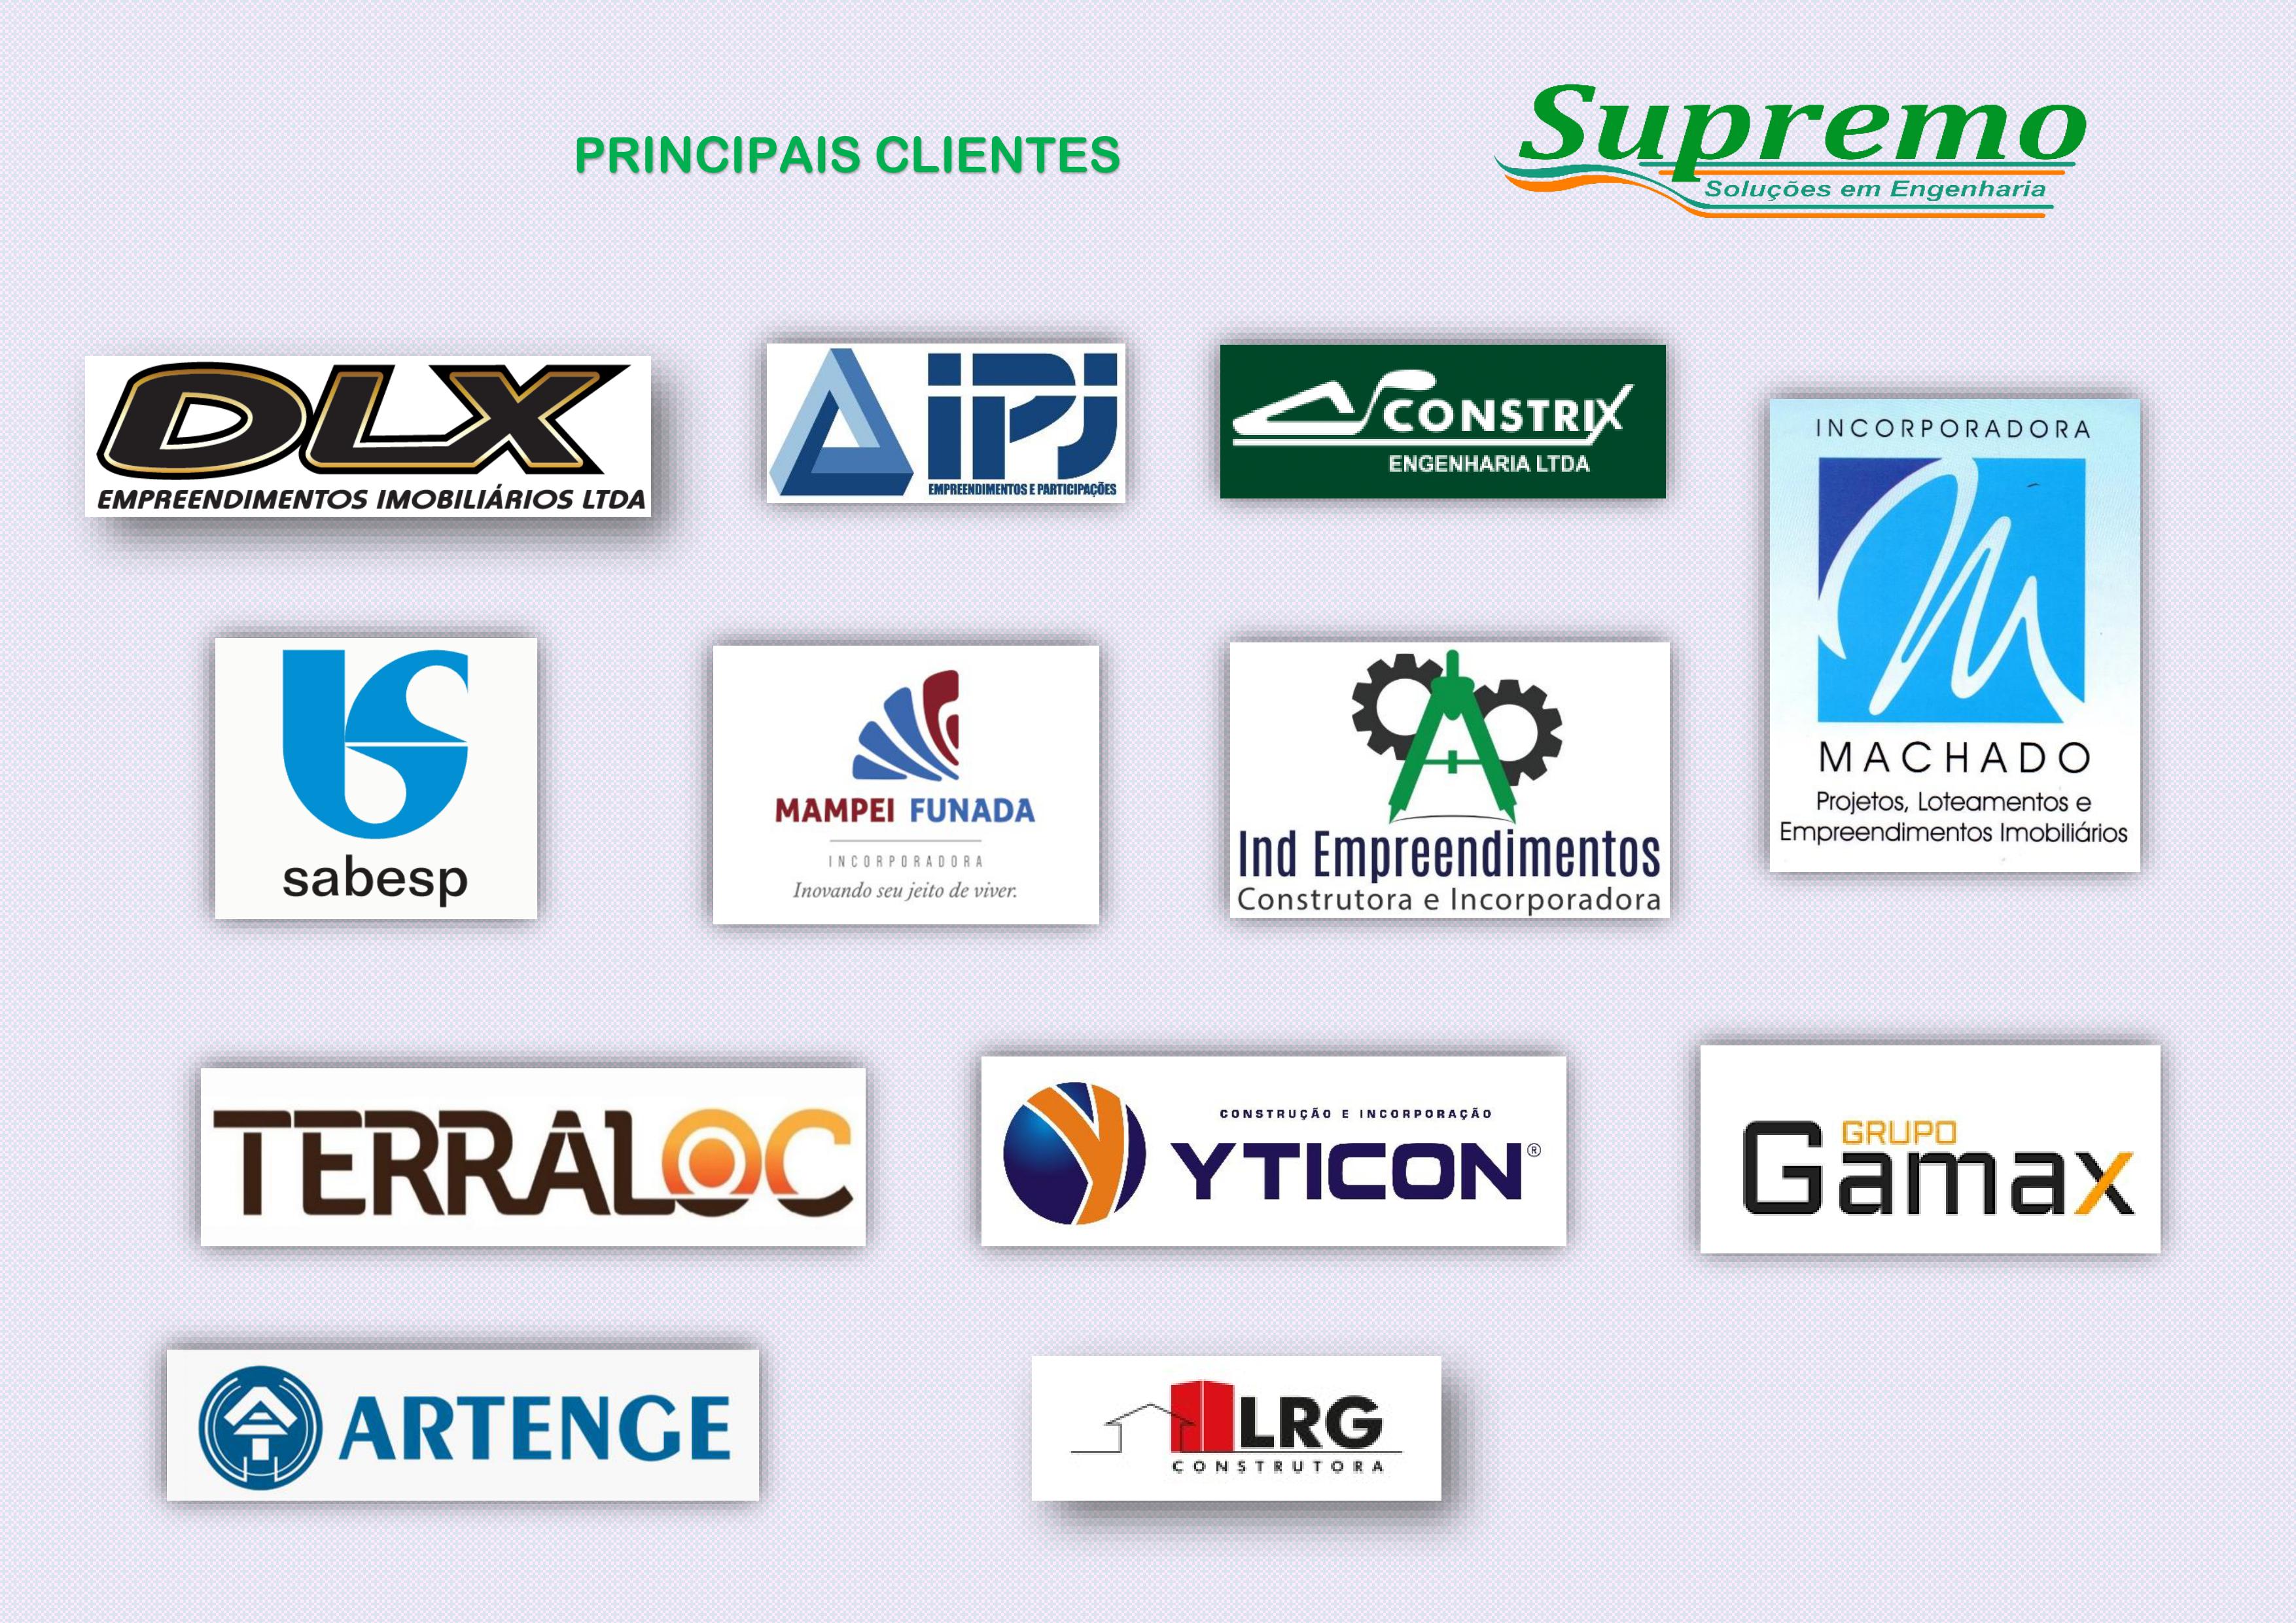 PRINCIPAIS CLIENTES
Supremo
Soluções em Engenharia
DLX
EMPREENDIMENTOS IMOBILIÁRIOS LTDA
IPJ
EMPREENDIMENTOS E PARTICIPAÇÕES
CONSTRIX
ENGENHARIA LTDA
INCORPORADORA
MACHADO
Projetos, Loteamentos e
Empreendimentos Imobiliários
sabesp
MAMPEI FUNADA
INCORPORADORA
Inovando seu jeito de viver.
Ind Empreendimentos
Construtora e Incorporadora
TERRALOC
CONSTRUÇÃO E INCORPORAÇÃO
YTICON®
GRUPO
Gamax
ARTENGE
LRG
CONSTRUTORA